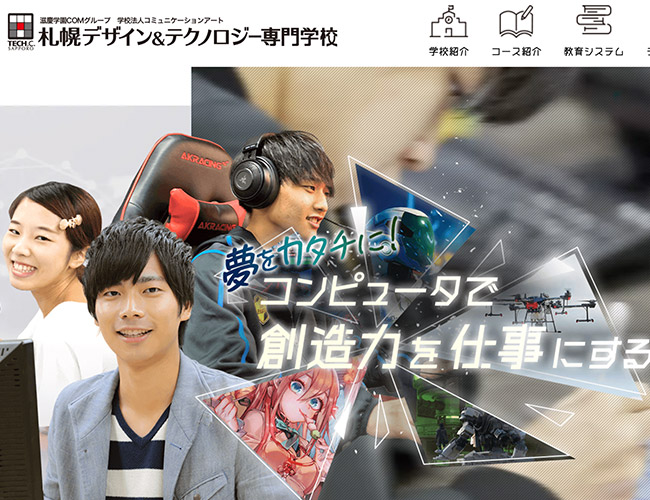 滋慶学園COMグループ 学校法人コミュニケーションアート
TECH.C.
SAPPORO
札幌デザイン&テクノロジー専門学校
学校紹介
コース紹介
教育システム
AKRACING
AKRACING
夢をカタチに!
コンピュータで
創造力を仕事にする